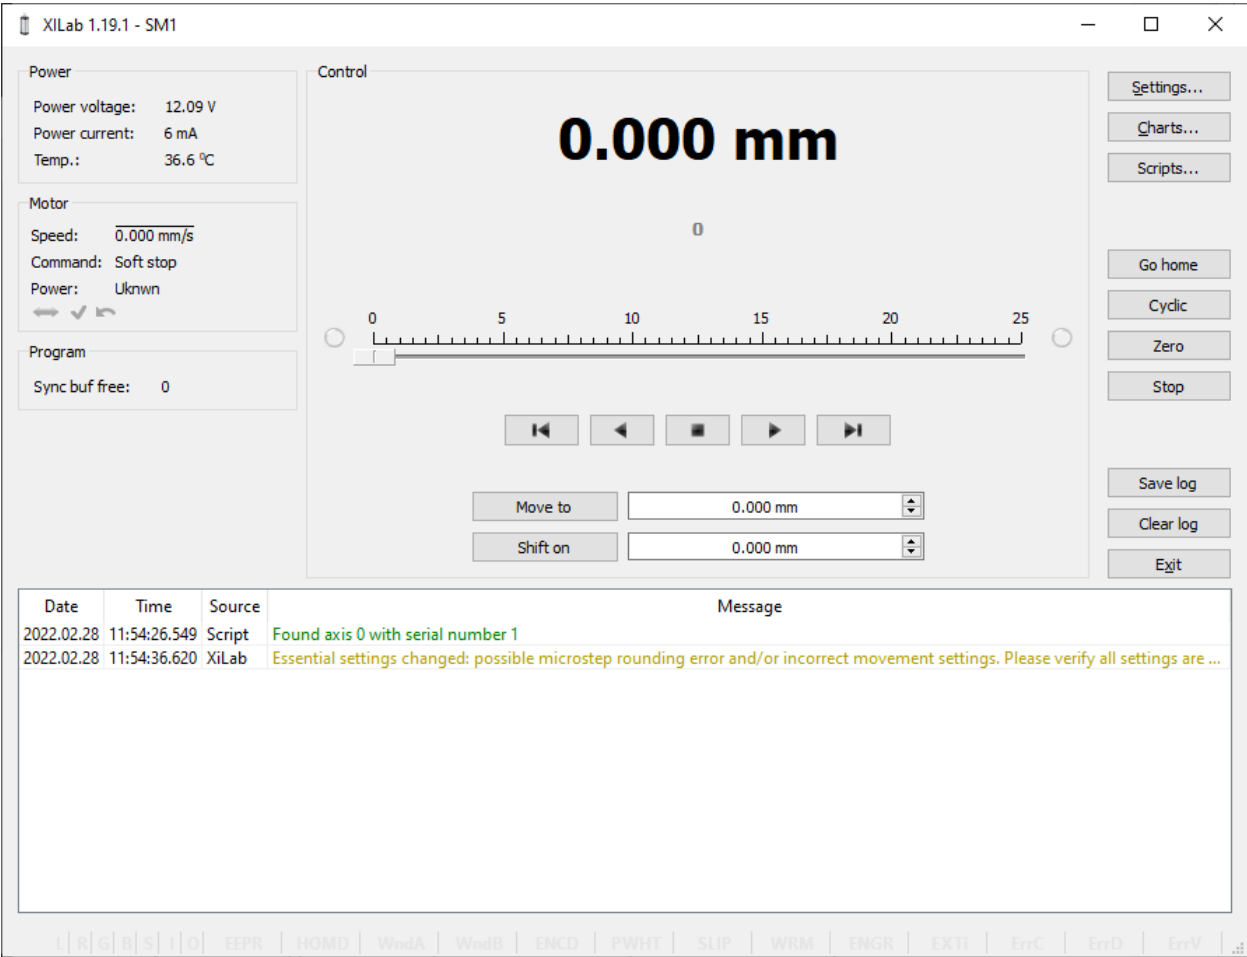 XILab 1.19.1 - SM1
Power
Power voltage: 12.09 V
Power current: 6 mA
Temp.: 36.6 ⁰C
Motor
Speed: 0.000 mm/s
Command: Soft stop
Power: Uknwn
Program
Sync buf free: 0
Control
0.000 mm
0
0 5 10 15 20 25
Move to 0.000 mm
Shift on 0.000 mm
Settings...
Charts...
Scripts...
Go home
Cyclic
Zero
Stop
Save log
Clear log
Exit
Date Time Source Message
2022.02.28 11:54:26.549 Script Found axis 0 with serial number 1
2022.02.28 11:54:36.620 XiLab Essential settings changed: possible microstep rounding error and/or incorrect movement settings. Please verify all settings are ...
L R G B S I O EEPR HOMD WndA WndB ENCD PWHT SLIP WRM ENGR EXTi ErrC ErrD ErrV